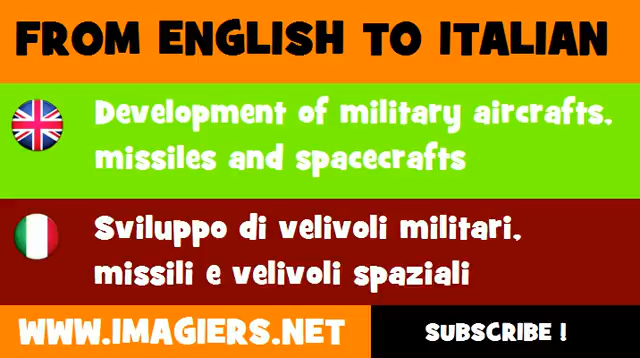 FROM ENGLISH TO ITALIAN
Development of military aircrafts,
missiles and spacecrafts
Sviluppo di velivoli militari,
missili e velivoli spaziali
WWW.IMAGIERS.NET
SUBSCRIBE !